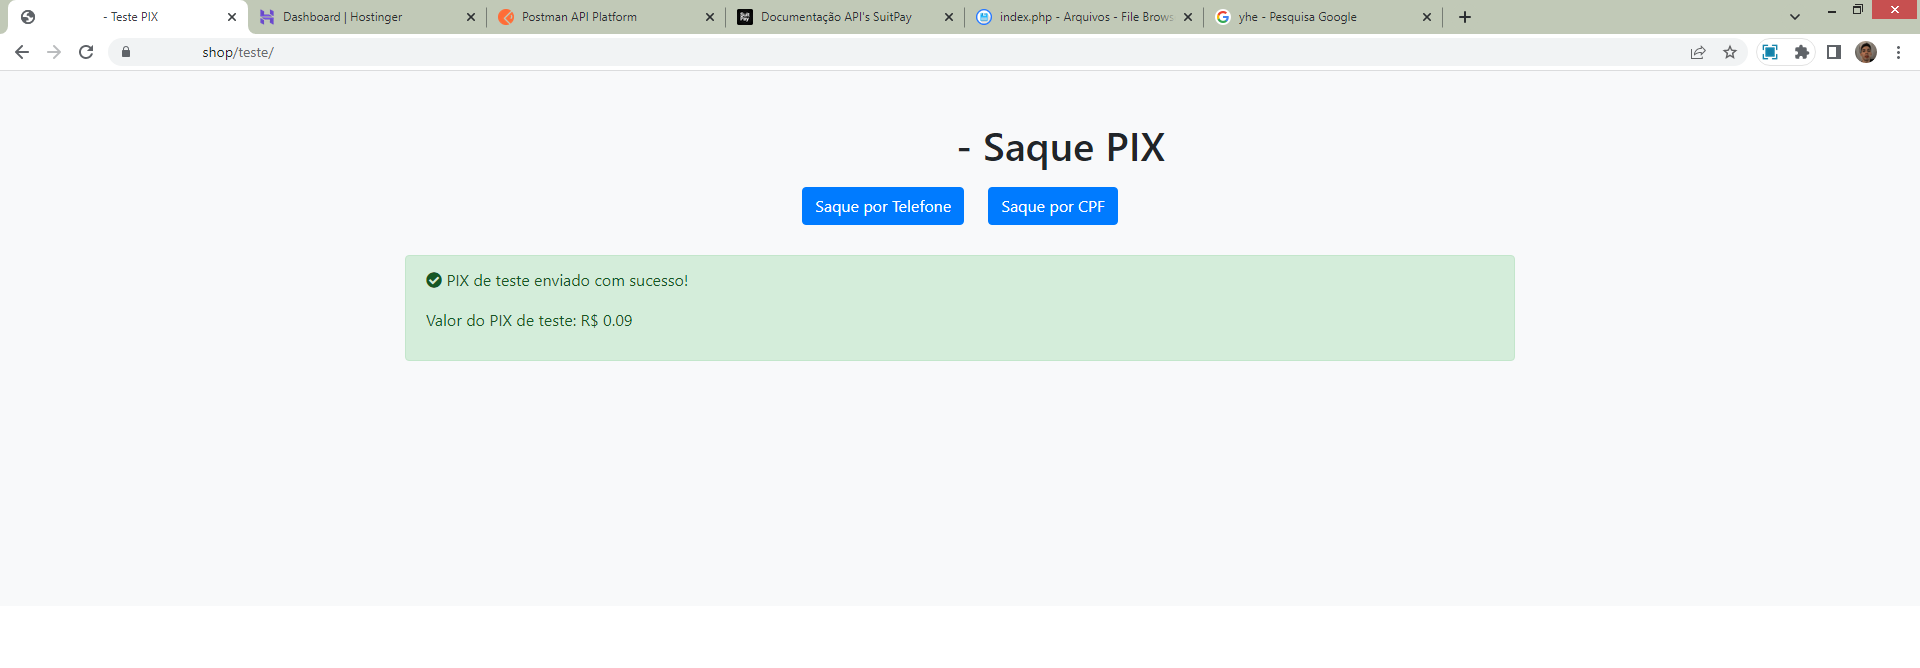 - Teste PIX
Dashboard | Hostinger
Postman API Platform
Documentação API's SuitPay
index.php - Arquivos - File Brows
yhe - Pesquisa Google
shop/teste/
- Saque PIX
Saque por Telefone
Saque por CPF
PIX de teste enviado com sucesso!
Valor do PIX de teste: R$ 0.09